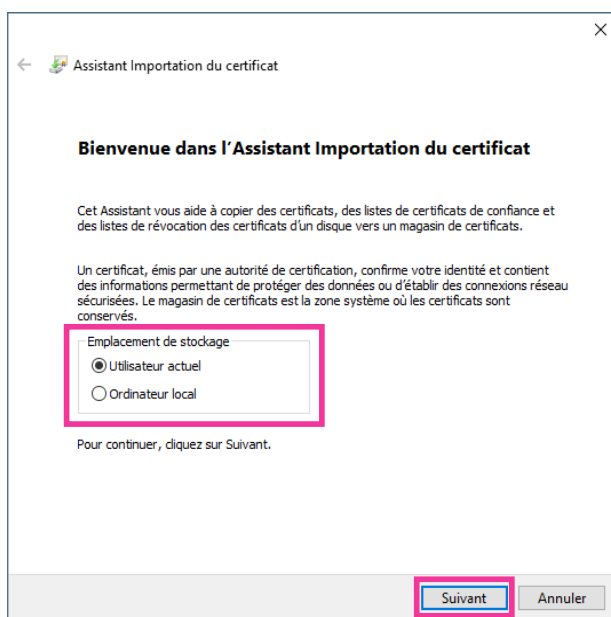 Assistant Importation du certificat
Bienvenue dans l'Assistant Importation du certificat
Cet Assistant vous aide à copier des certificats, des listes de certificats de confiance et
des listes de révocation des certificats d'un disque vers un magasin de certificats.
Un certificat, émis par une autorité de certification, confirme votre identité et contient
des informations permettant de protéger des données ou d'établir des connexions réseau
sécurisées. Le magasin de certificats est la zone système où les certificats sont
conservés.
Emplacement de stockage
Utilisateur actuel
Ordinateur local
Pour continuer, cliquez sur Suivant.
Suivant
Annuler